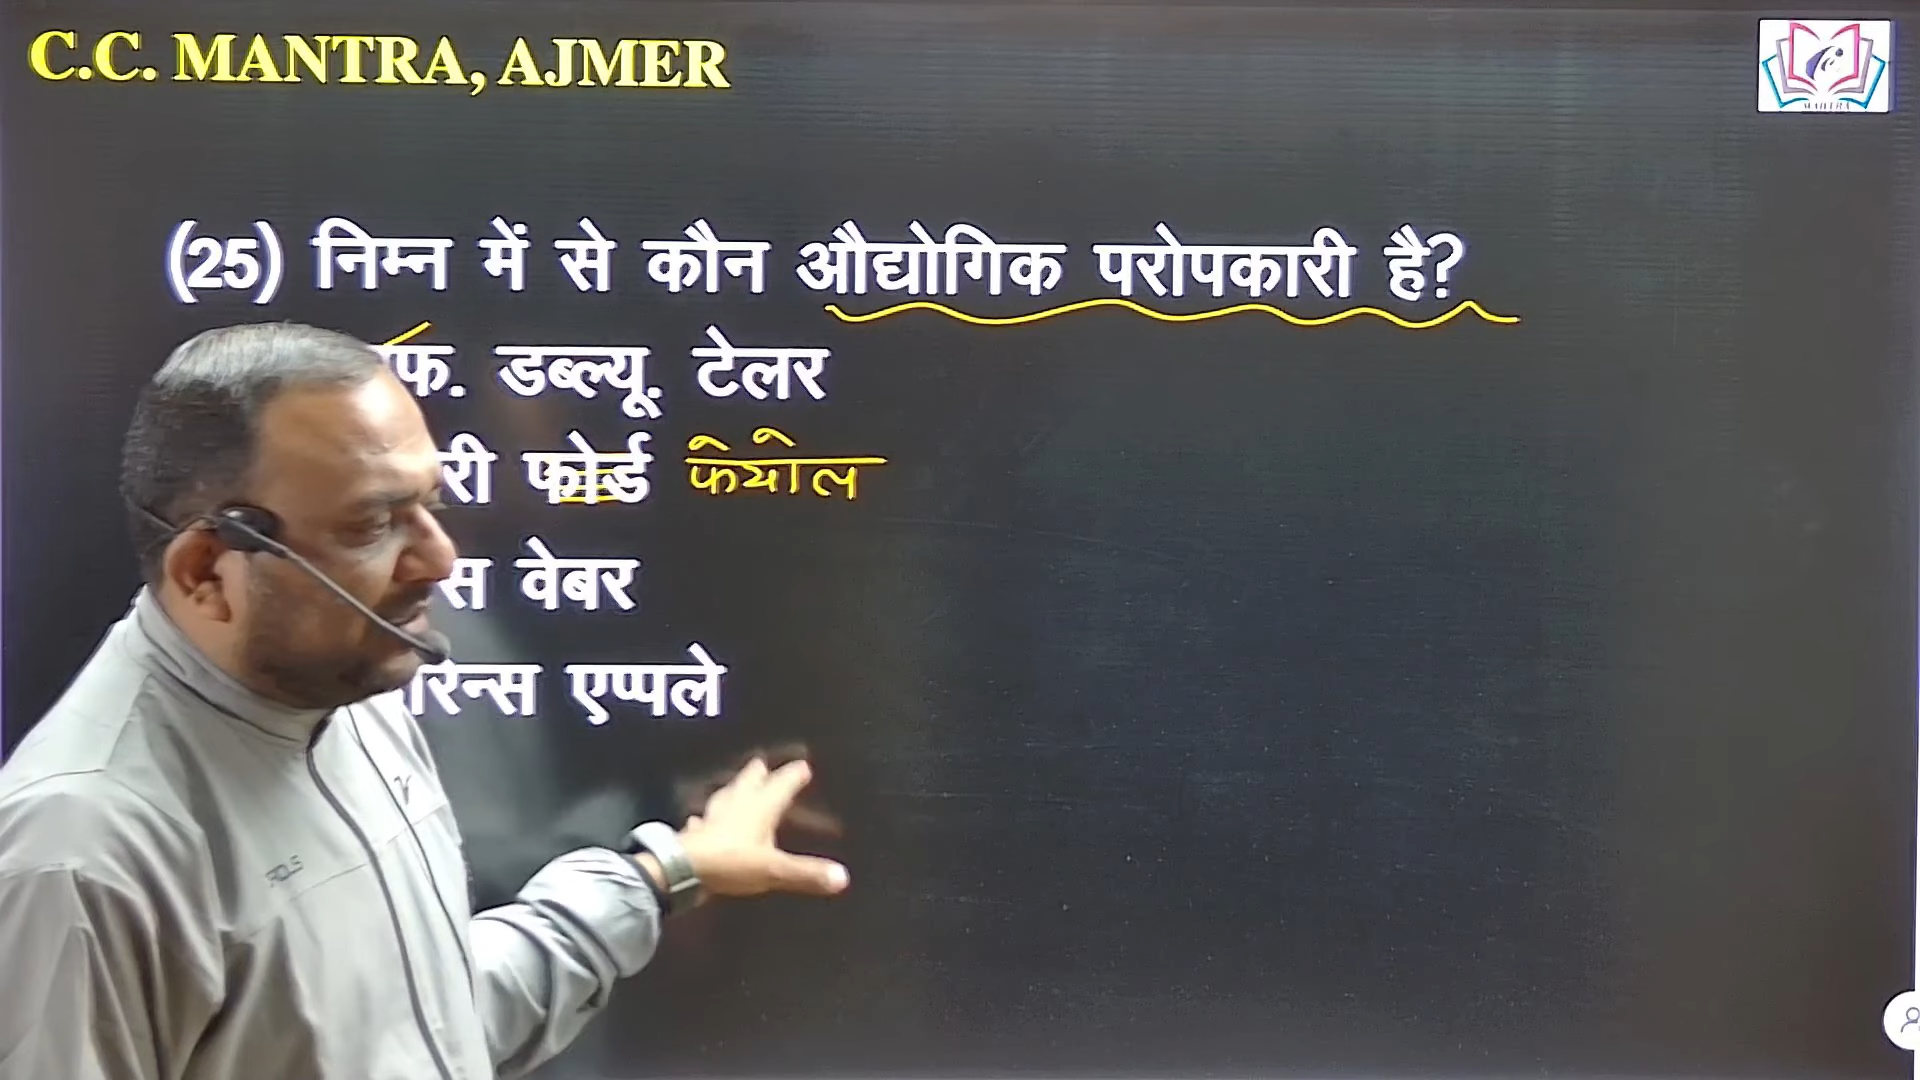 C.C. MANTRA, AJMER
(25) निम्न में से कौन औद्योगिक परोपकारी है?
फ. डब्ल्यू. टेलर
री फोर्ड फेयोल
स वेबर
रिन्स एप्पले